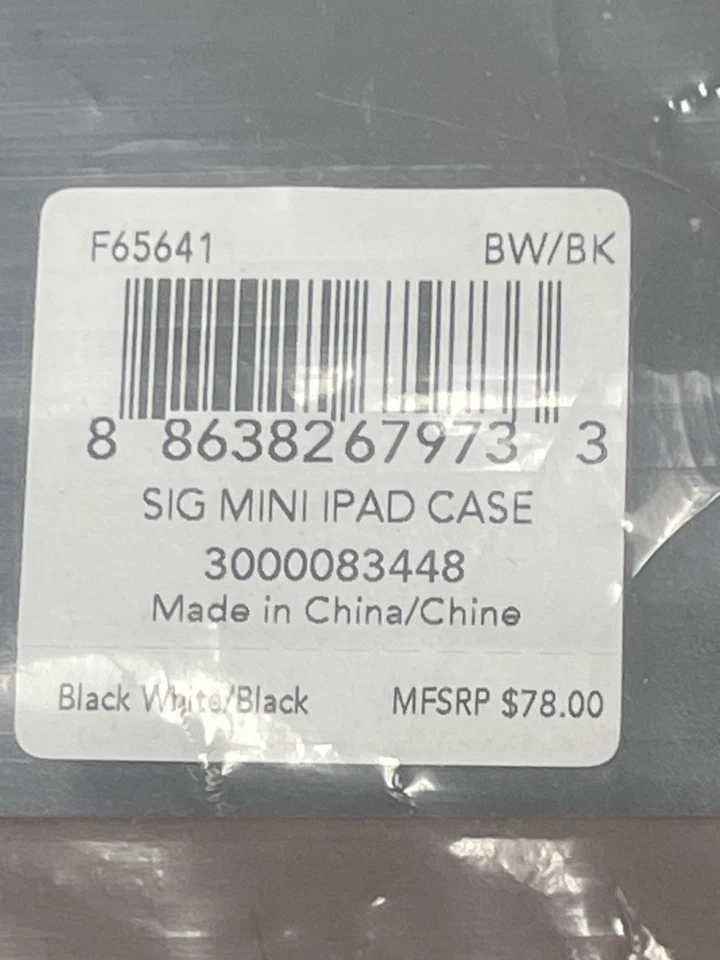 F65641 BW/BK
8 8638267973 3
SIG MINI IPAD CASE
3000083448
Made in China/Chine
Black White/Black MFSRP $78.00